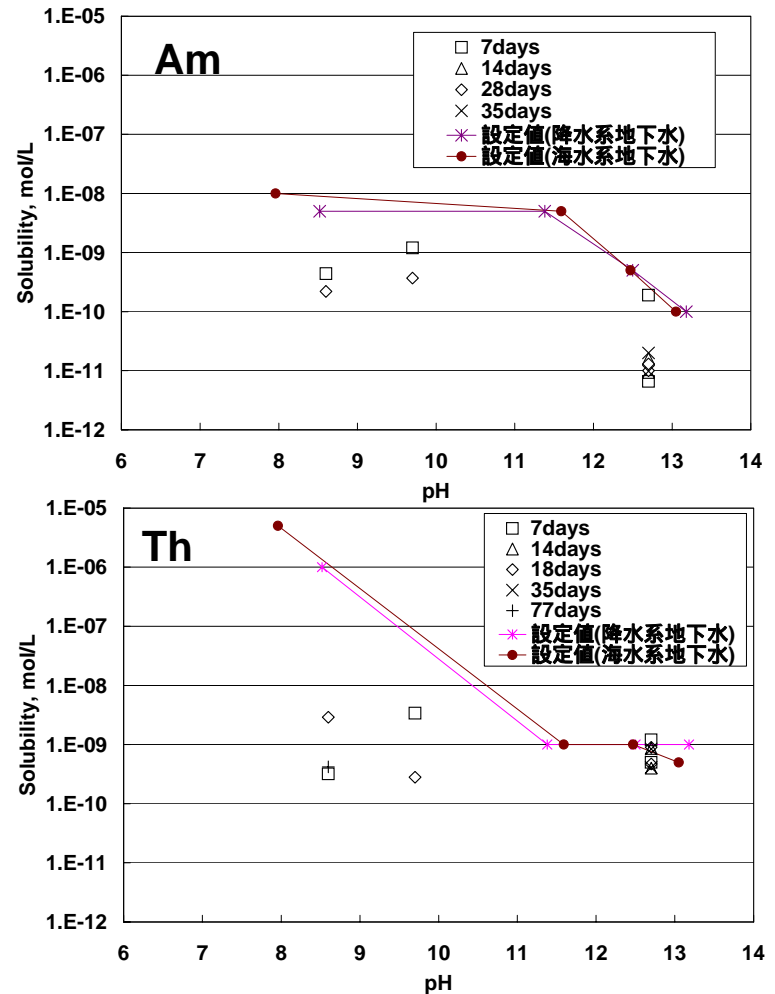 Am
7days
14days
28days
35days
設定値(降水系地下水)
設定値(海水系地下水)
Solubility, mol/L
1.E-05
1.E-06
1.E-07
1.E-08
1.E-09
1.E-10
1.E-11
1.E-12
6 7 8 9 10 11 12 13 14
pH
Th
7days
14days
18days
35days
77days
設定値(降水系地下水)
設定値(海水系地下水)
Solubility, mol/L
1.E-05
1.E-06
1.E-07
1.E-08
1.E-09
1.E-10
1.E-11
1.E-12
6 7 8 9 10 11 12 13 14
pH